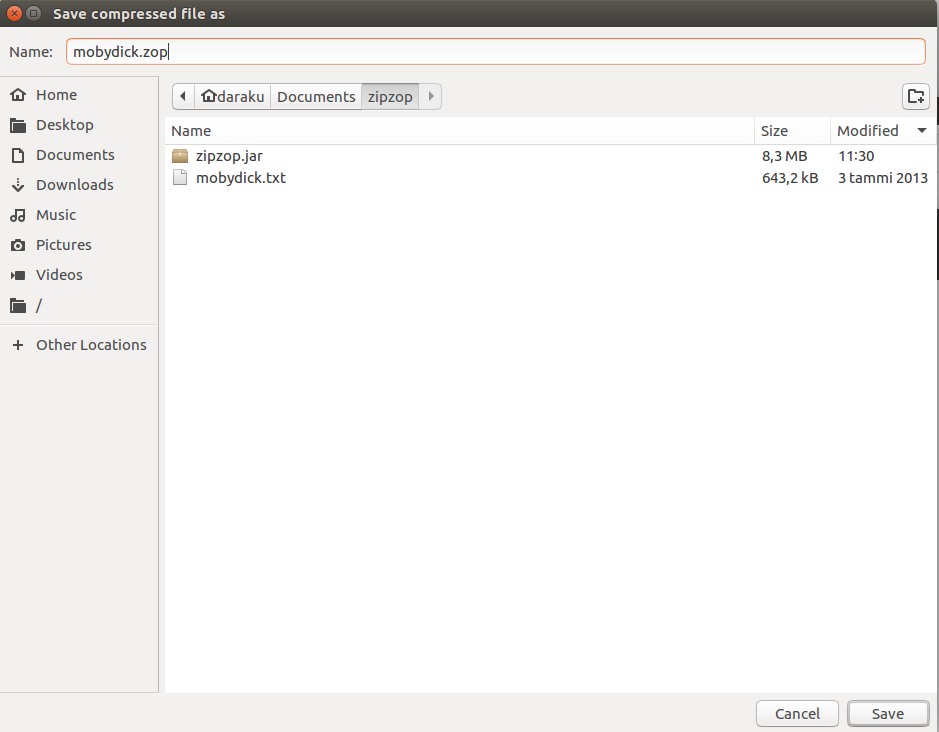 Save compressed file as
Name: mobydick.zop
Home
Desktop
Documents
Downloads
Music
Pictures
Videos
/
Other Locations
daraku Documents zipzop
Name Size Modified
zipzop.jar 8,3 MB 11:30
mobydick.txt 643,2 kB 3 tammi 2013
Cancel Save